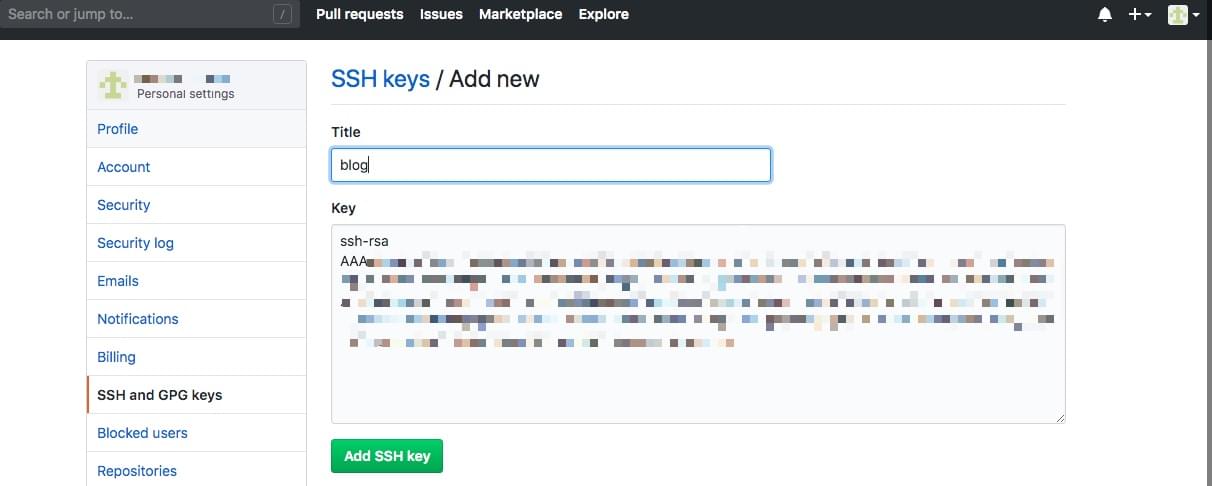 Search or jump to... /
Pull requests Issues Marketplace Explore
Personal settings
Profile
Account
Security
Security log
Emails
Notifications
Billing
SSH and GPG keys
Blocked users
Repositories
SSH keys / Add new
Title
blog
Key
ssh-rsa
AAA
Add SSH key